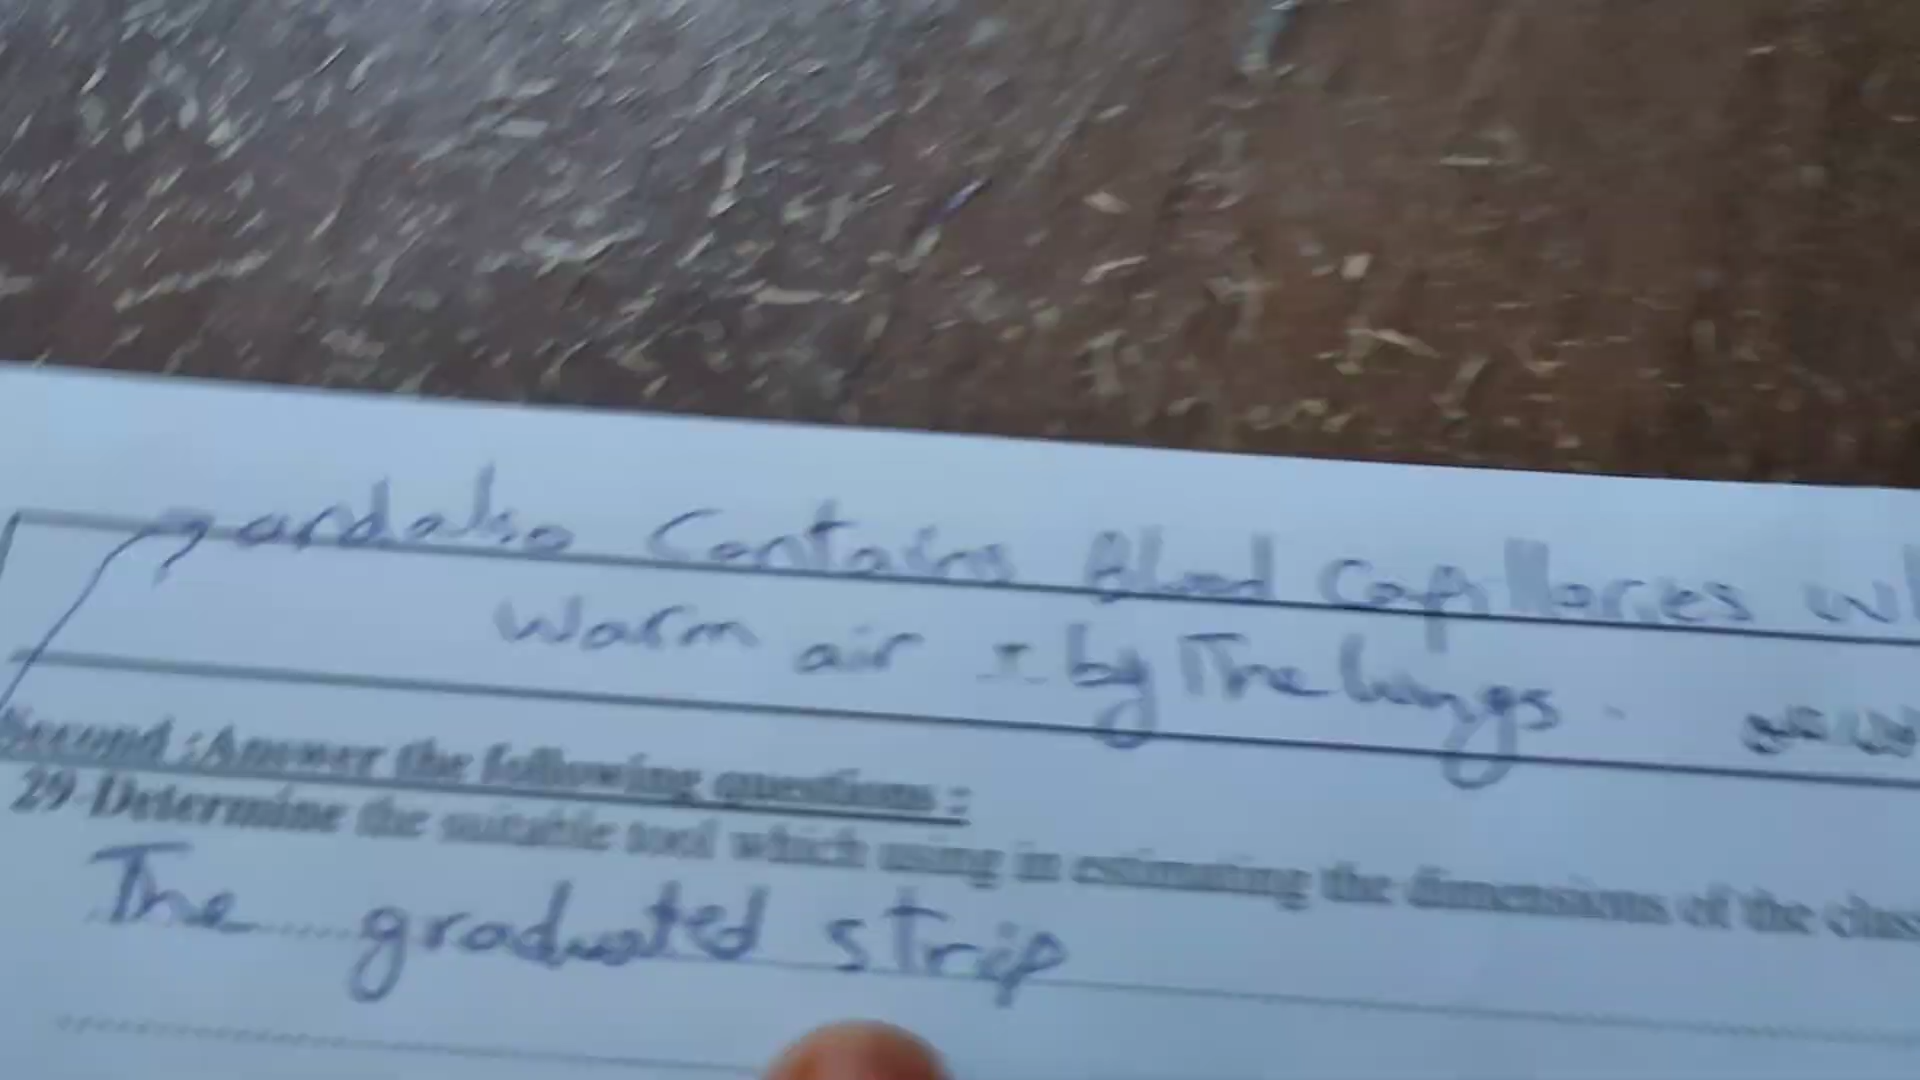 and also Contains Blood Capillaries
warm air by The lungs.
Second :Answer the following questions :
29-Determine the suitable tool which using in estimating the dimensions of the
The graduated strip